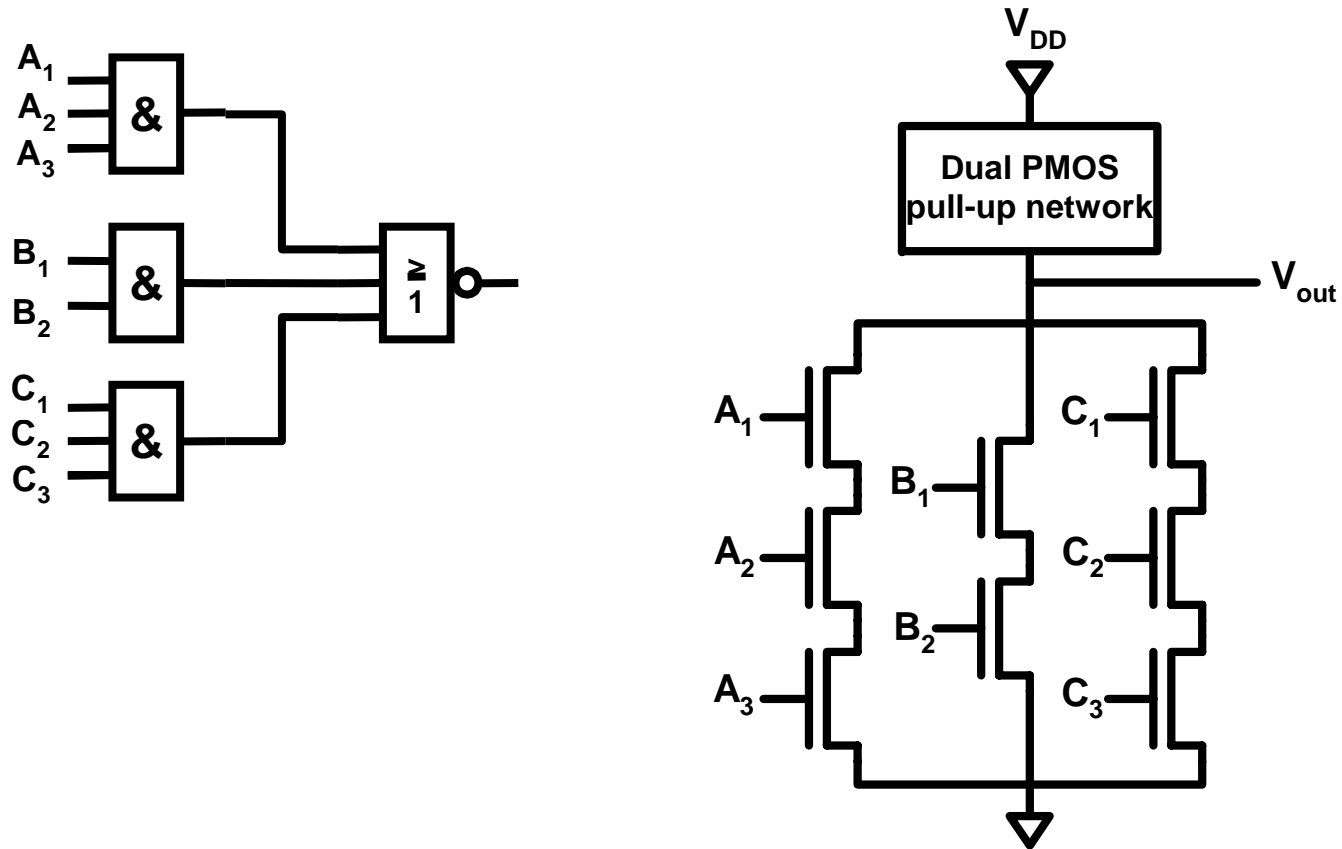 A1
A2
A3
&
B1
B2
&
≥
1
C1
C2
C3
&
VDD
Dual PMOS
pull-up network
Vout
A1
A2
A3
B1
B2
C1
C2
C3